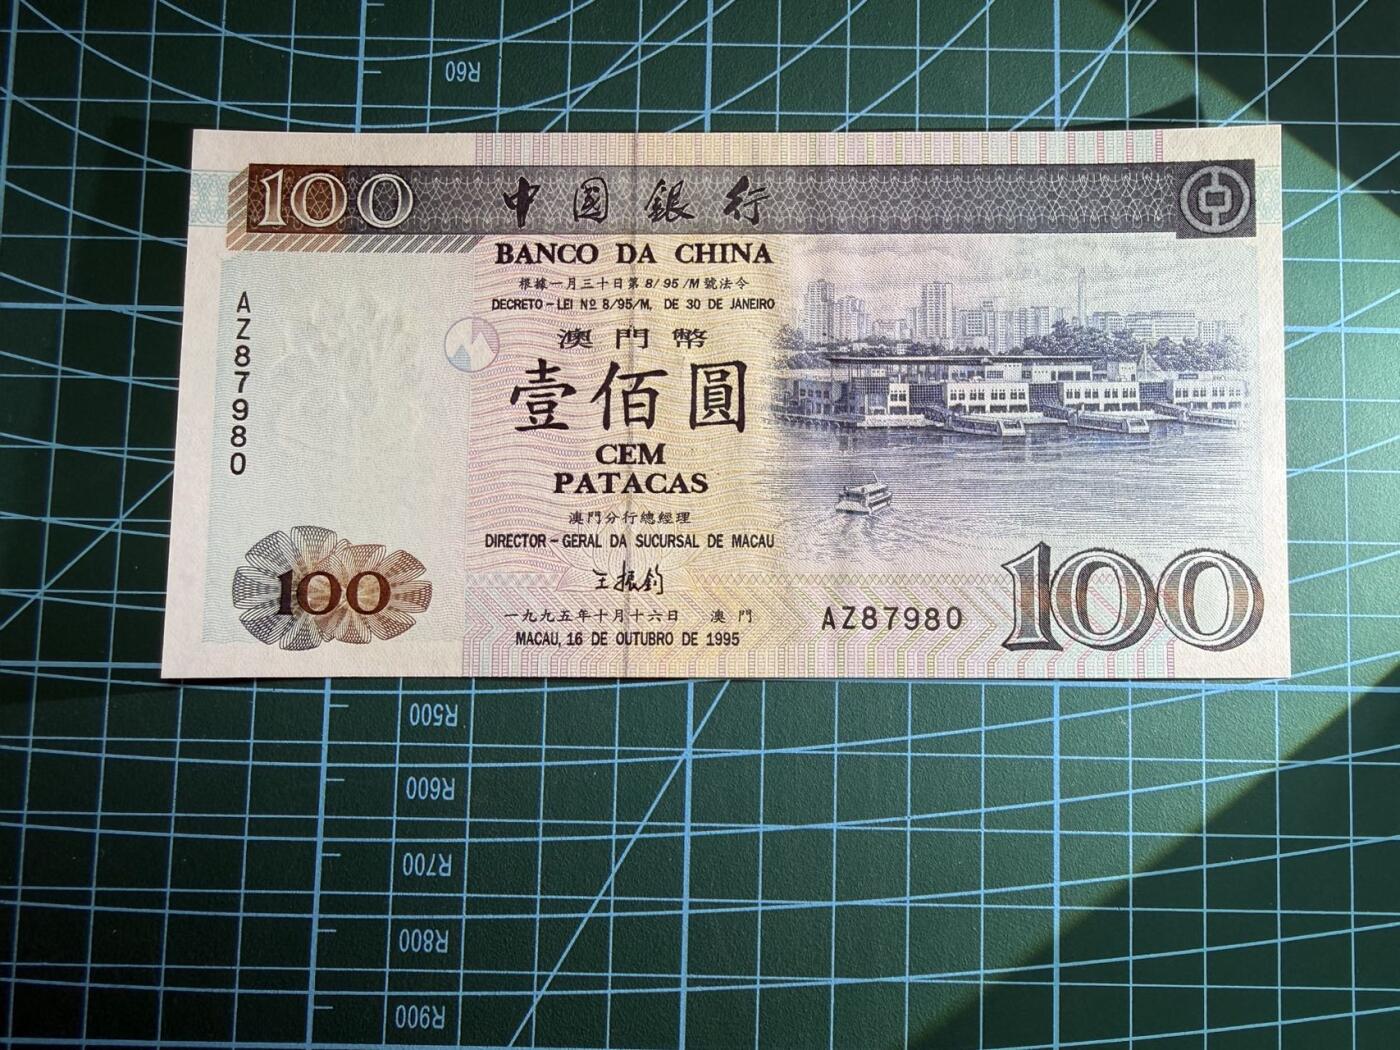 R60
100 中國銀行
BANCO DA CHINA
根據一月三十日第 8/95/M 號法令
DECRETO-LEI Nº 8/95/M, DE 30 DE JANEIRO
澳門幣
壹佰圓
CEM
PATACAS
澳門分行總經理
DIRECTOR-GERAL DA SUCURSAL DE MACAU
王振鈞
一九九五年十月十六日 澳門
MACAU, 16 DE OUTUBRO DE 1995
AZ87980
100
AZ87980
100
R500
R600
R700
R800
R900